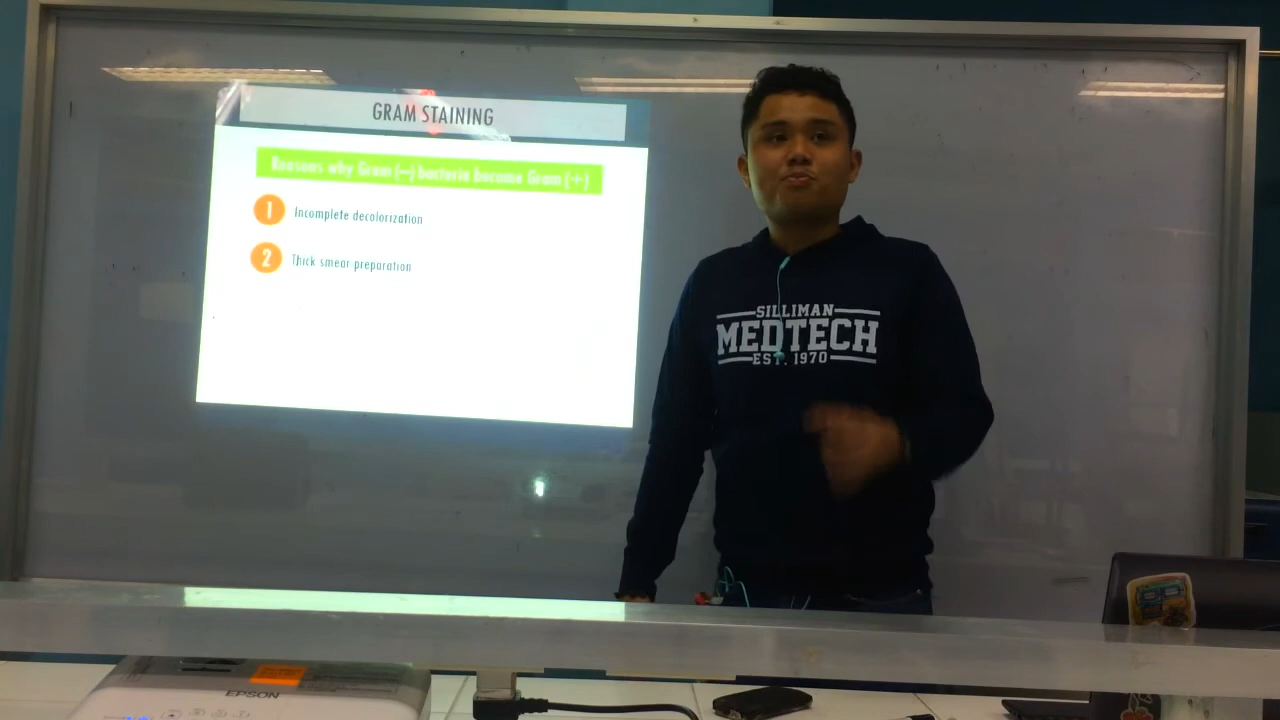 GRAM STAINING
Reasons why Gram (–) bacteria become Gram (+)
1 Incomplete decolorization
2 Thick smear preparation
SILLIMAN
MEDTECH
EST. 1970
EPSON